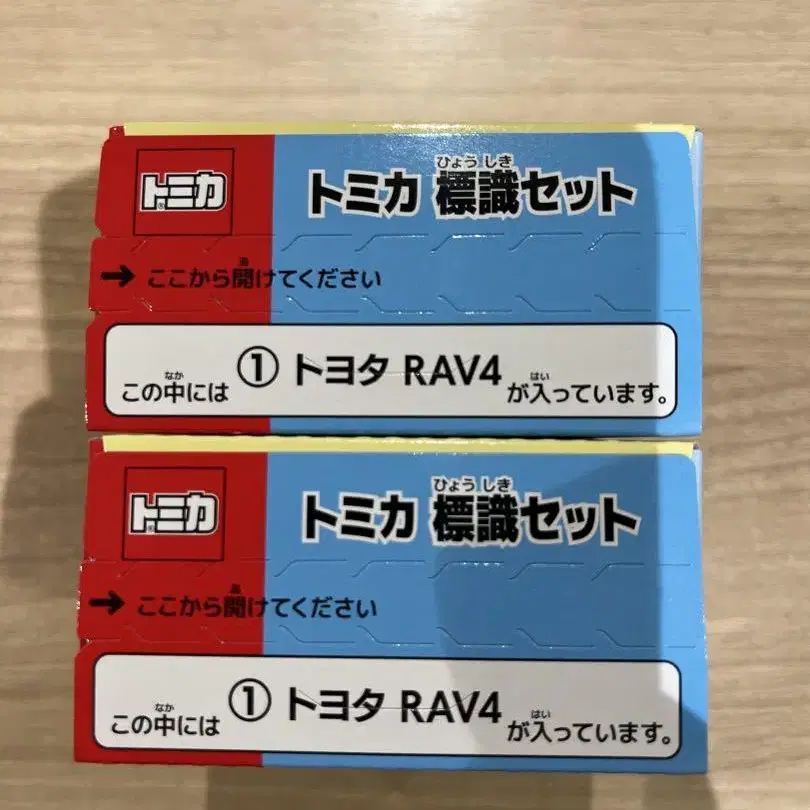 トミカ
ひょう しき
トミカ 標識セット
あ
→ ここから開けてください
① トヨタ RAV4
なか はい
この中には が入っています。
トミカ
ひょう しき
トミカ 標識セット
あ
→ ここから開けてください
① トヨタ RAV4
なか はい
この中には が入っています。